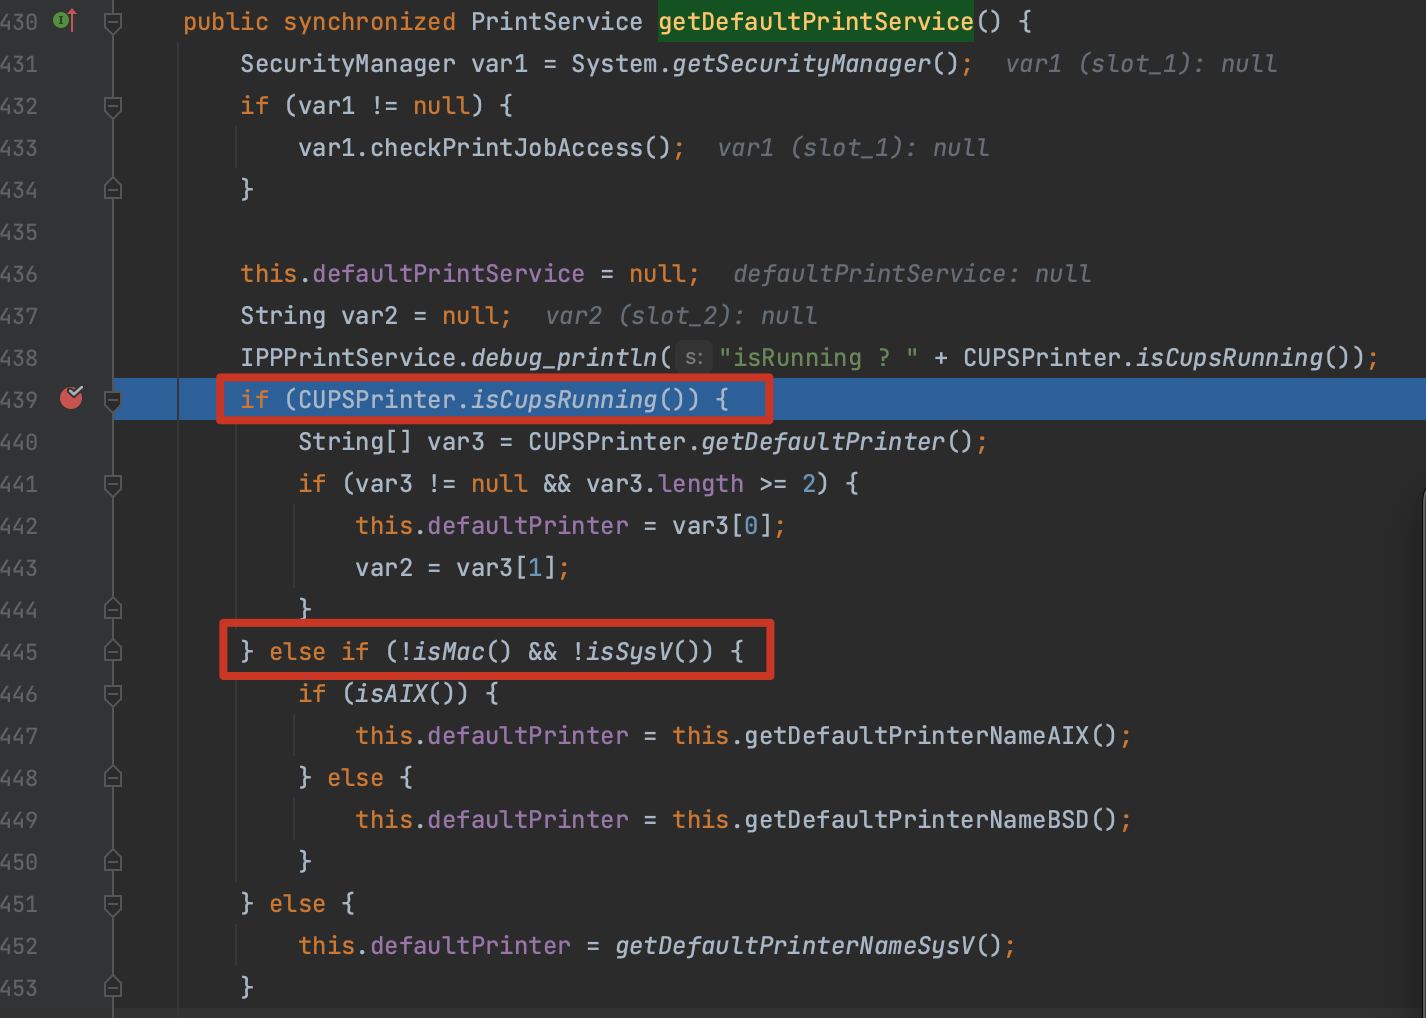 430 public synchronized PrintService getDefaultPrintService() {
431 SecurityManager var1 = System.getSecurityManager(); var1 (slot_1): null
432 if (var1 != null) {
433 var1.checkPrintJobAccess(); var1 (slot_1): null
434 }
435
436 this.defaultPrintService = null; defaultPrintService: null
437 String var2 = null; var2 (slot_2): null
438 IPPPrintService.debug_println( s: "isRunning ? " + CUPSPrinter.isCupsRunning());
439 if (CUPSPrinter.isCupsRunning()) {
440 String[] var3 = CUPSPrinter.getDefaultPrinter();
441 if (var3 != null && var3.length >= 2) {
442 this.defaultPrinter = var3[0];
443 var2 = var3[1];
444 }
445 } else if (!isMac() && !isSysV()) {
446 if (isAIX()) {
447 this.defaultPrinter = this.getDefaultPrinterNameAIX();
448 } else {
449 this.defaultPrinter = this.getDefaultPrinterNameBSD();
450 }
451 } else {
452 this.defaultPrinter = getDefaultPrinterNameSysV();
453 }